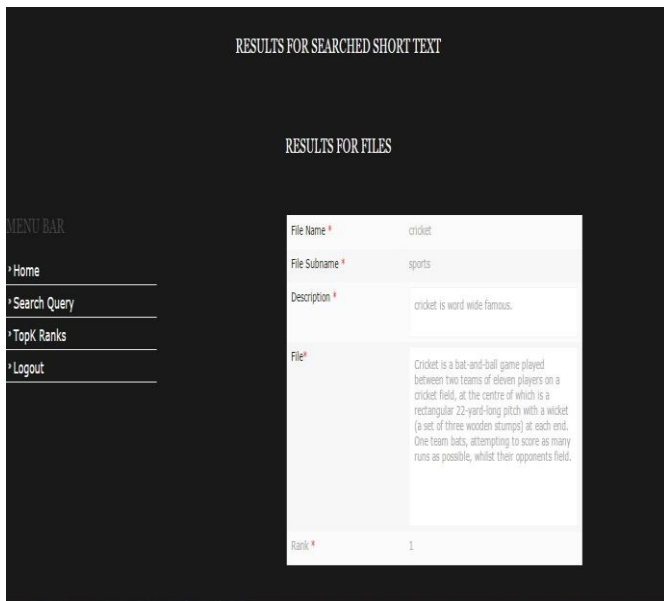 RESULTS FOR SEARCHED SHORT TEXT
RESULTS FOR FILES
MENU BAR
Home
Search Query
TopK Ranks
Logout
File Name * cricket
File Subname * sports
Description * cricket is word wide famous.
File* Cricket is a bat-and-ball game played
between two teams of eleven players on a
cricket field, at the centre of which is a
rectangular 22-yard-long pitch with a wicket
(a set of three wooden stumps) at each end.
One team bats, attempting to score as many
runs as possible, whilst their opponents field.
Rank * 1